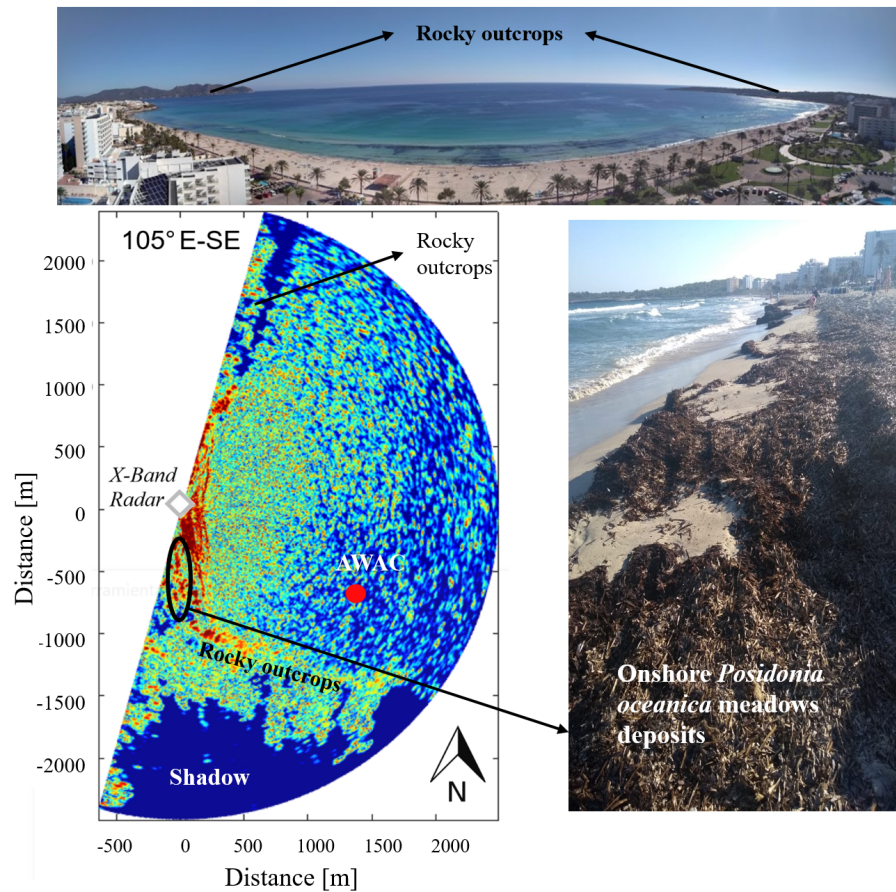 Rocky outcrops
105° E-SE
Rocky
outcrops
2000
1500
1000
500
0
-500
-1000
-1500
-2000
X-Band
Radar
AWAC
Rocky outcrops
Shadow
N
-500
0
500
1000
1500
2000
Distance [m]
Distance [m]
Onshore Posidonia
oceanica meadows
deposits